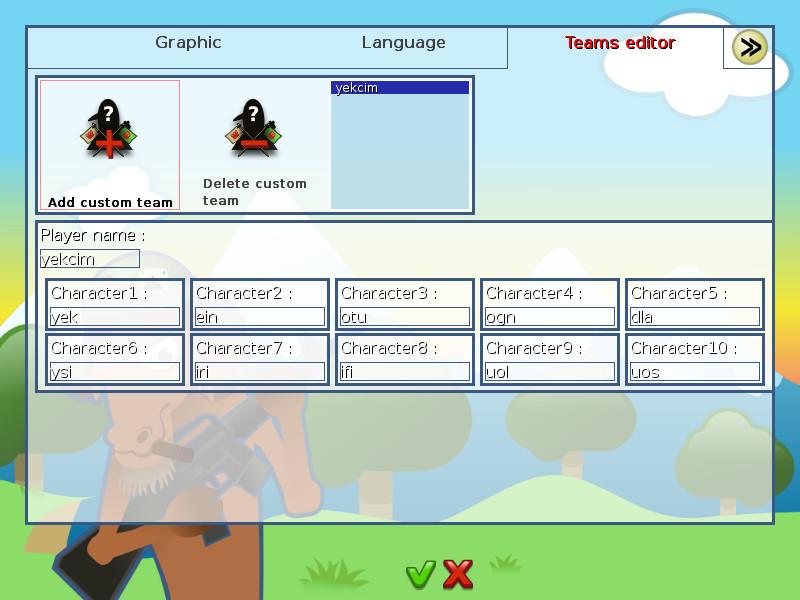 Graphic Language Teams editor
yekcim
Delete custom
team
Add custom team
Player name :
yekcim
Character1 : Character2 : Character3 : Character4 : Character5 :
yek ein otu ogn dla
Character6 : Character7 : Character8 : Character9 : Character10 :
ysi iri ifi uol uos